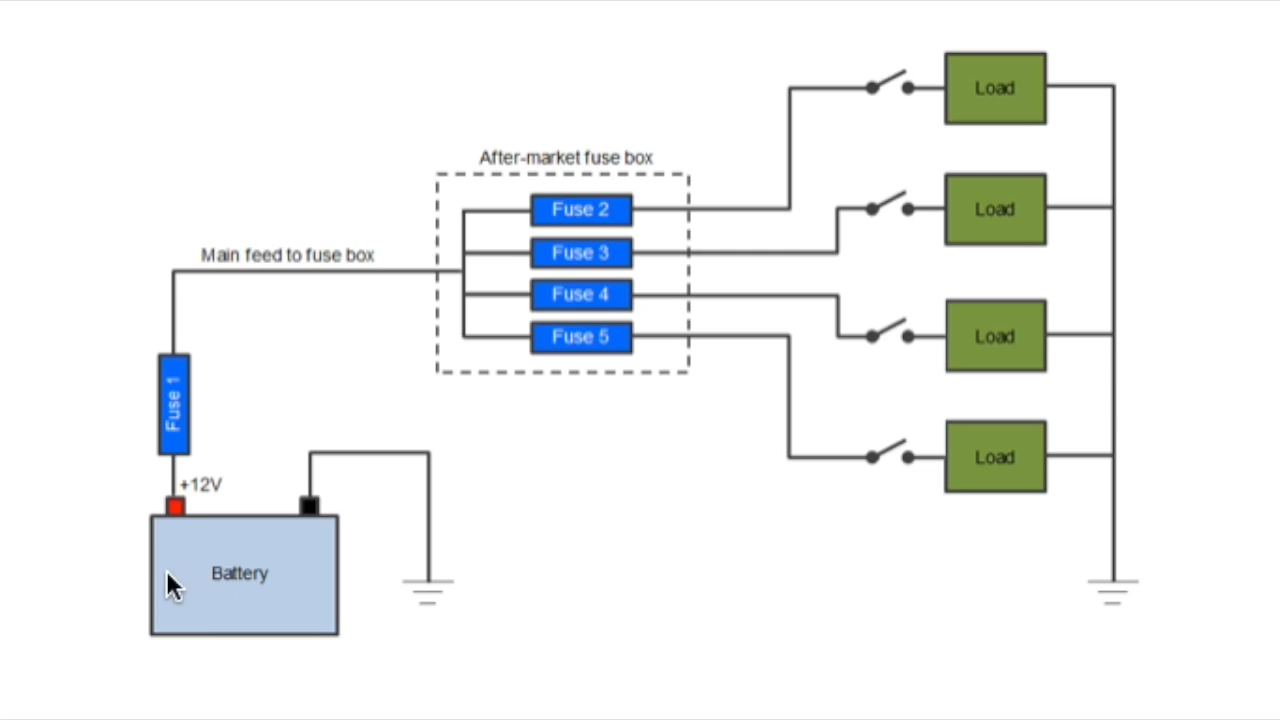 Load
After-market fuse box
Fuse 2
Load
Fuse 3
Main feed to fuse box
Fuse 4
Fuse 5
Load
Fuse 1
Load
+12V
Battery